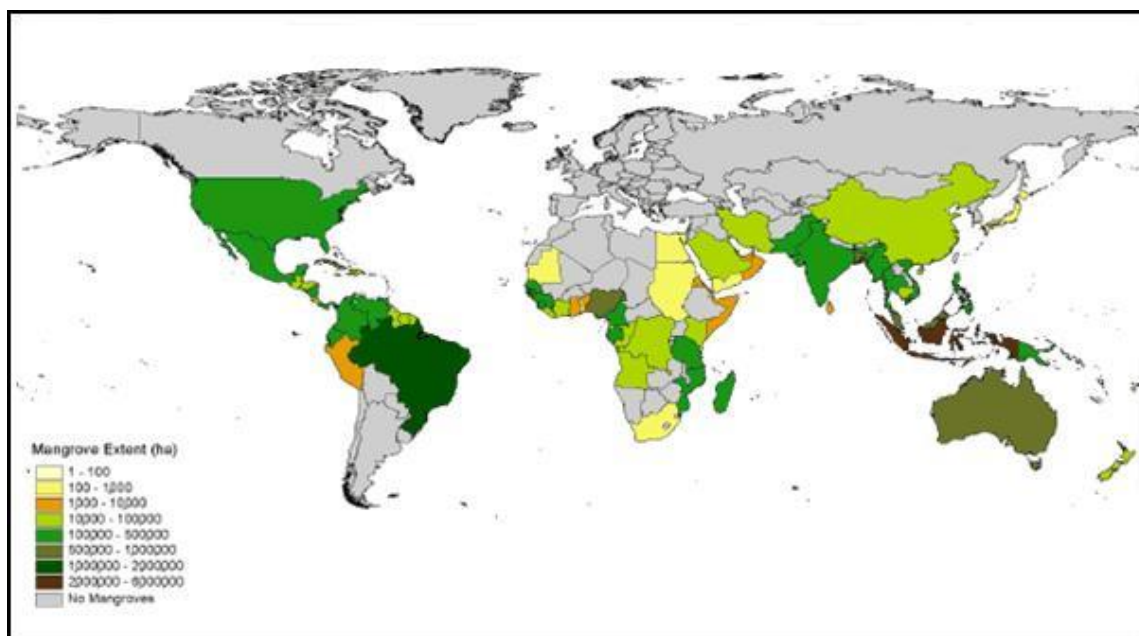 Mangrove Extent (ha)
1 - 100
100 - 1,000
1,000 - 10,000
10,000 - 100,000
100,000 - 500,000
500,000 - 1,000,000
1,000,000 - 2,000,000
2,000,000 - 6,000,000
No Mangroves